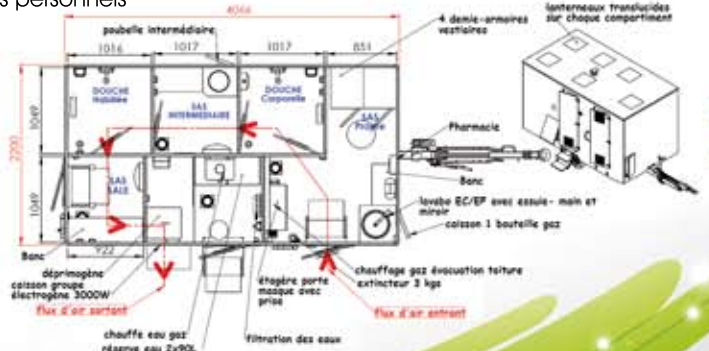 s personnels
4066
poubelle intermédiaire
1016
1017
1017
851
4 demie-armoires
vestiaires
lanterneaux translucides
sur chaque compartiment
2200
1049
1049
DOUCHE
Habillée
SAS
INTERMEDIAIRE
DOUCHE
Corporelle
SAS
Propre
Pharmacie
SAS
SALE
Banc
lavabo EC/EF avec essuie- main et
miroir
caisson 1 bouteille gaz
922
Banc
déprimogène
caisson groupe
électrogène 3000W
flux d'air sortant
étagère porte
masque avec
prise
chauffage gaz évacuation toiture
extincteur 3 kgs
flux d'air entrant
chauffe eau gaz
réserve eau 2x90L
filtration des eaux